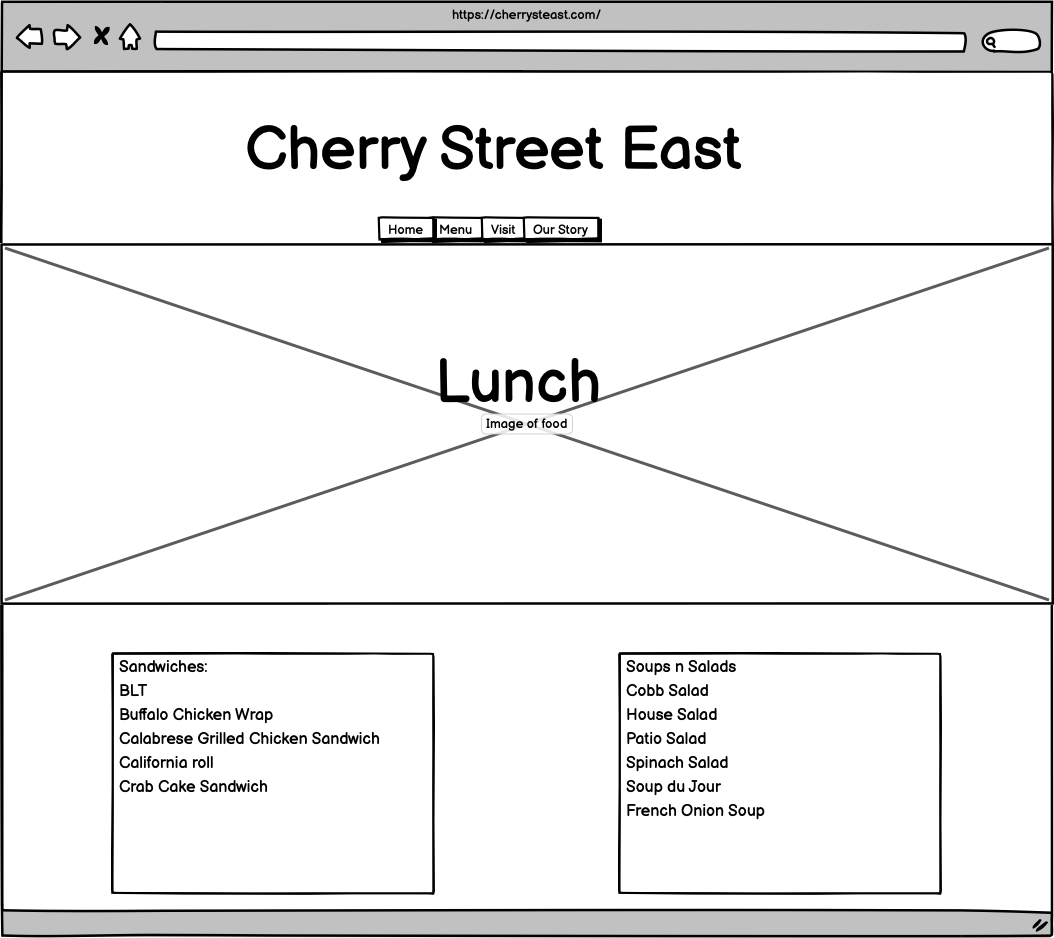 https://cherrysteast.com/
Cherry Street East
Home Menu Visit Our Story
Lunch
Image of food
Sandwiches:
BLT
Buffalo Chicken Wrap
Calabrese Grilled Chicken Sandwich
California roll
Crab Cake Sandwich
Soups n Salads
Cobb Salad
House Salad
Patio Salad
Spinach Salad
Soup du Jour
French Onion Soup